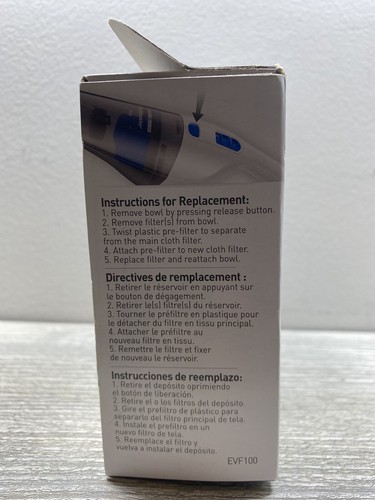 Instructions for Replacement:
1. Remove bowl by pressing release button.
2. Remove filter(s) from bowl.
3. Twist plastic pre-filter to separate
from the main cloth filter.
4. Attach pre-filter to new cloth filter.
5. Replace filter and reattach bowl.
Directives de remplacement :
1. Retirer le réservoir en appuyant sur
le bouton de dégagement.
2. Retirer le(s) filtre(s) du réservoir.
3. Tourner le préfiltre en plastique pour
le détacher du filtre en tissu principal.
4. Attacher le préfiltre au
nouveau filtre en tissu.
5. Remettre le filtre et fixer
de nouveau le réservoir.
Instrucciones de reemplazo:
1. Retire el depósito oprimiendo
el botón de liberación.
2. Retire el o los filtros del depósito.
3. Gire el prefiltro de plástico para
separarlo del filtro principal de tela.
4. Instale el prefiltro en un
nuevo filtro de tela.
5. Reemplace el filtro y
vuelva a instalar el depósito.
EVF100